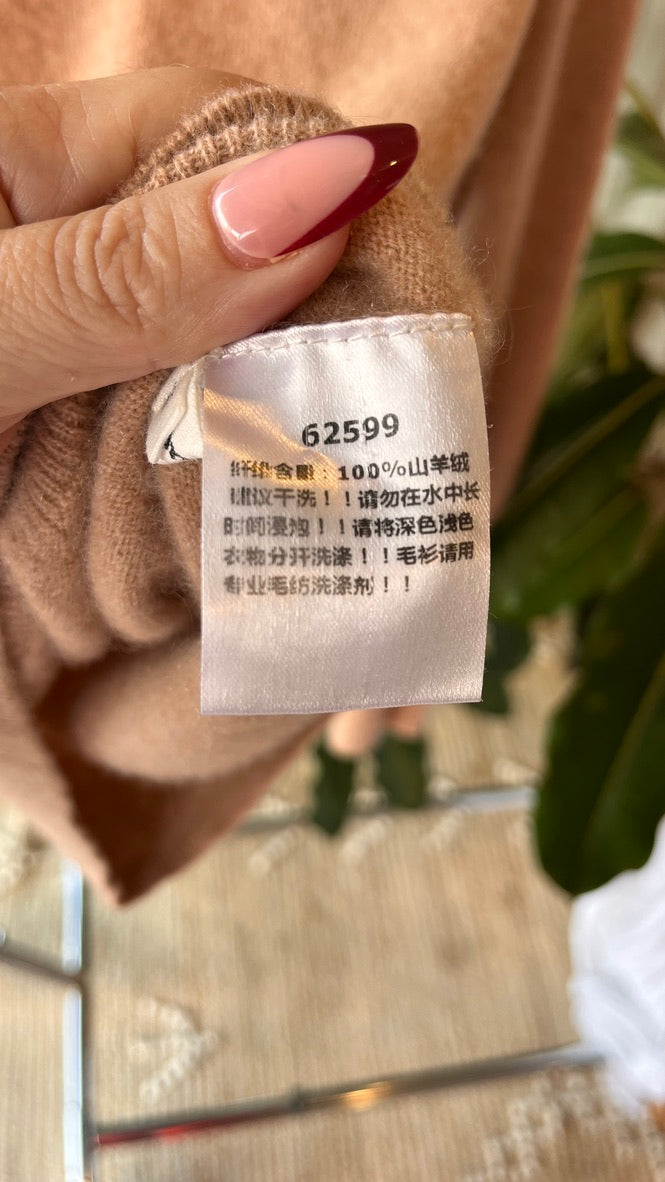 62599
纤维含量：100%山羊绒
建议干洗！！请勿在水中长
时间浸泡！！请将深色浅色
衣物分开洗涤！！毛衫请用
专业毛纺洗涤剂！！